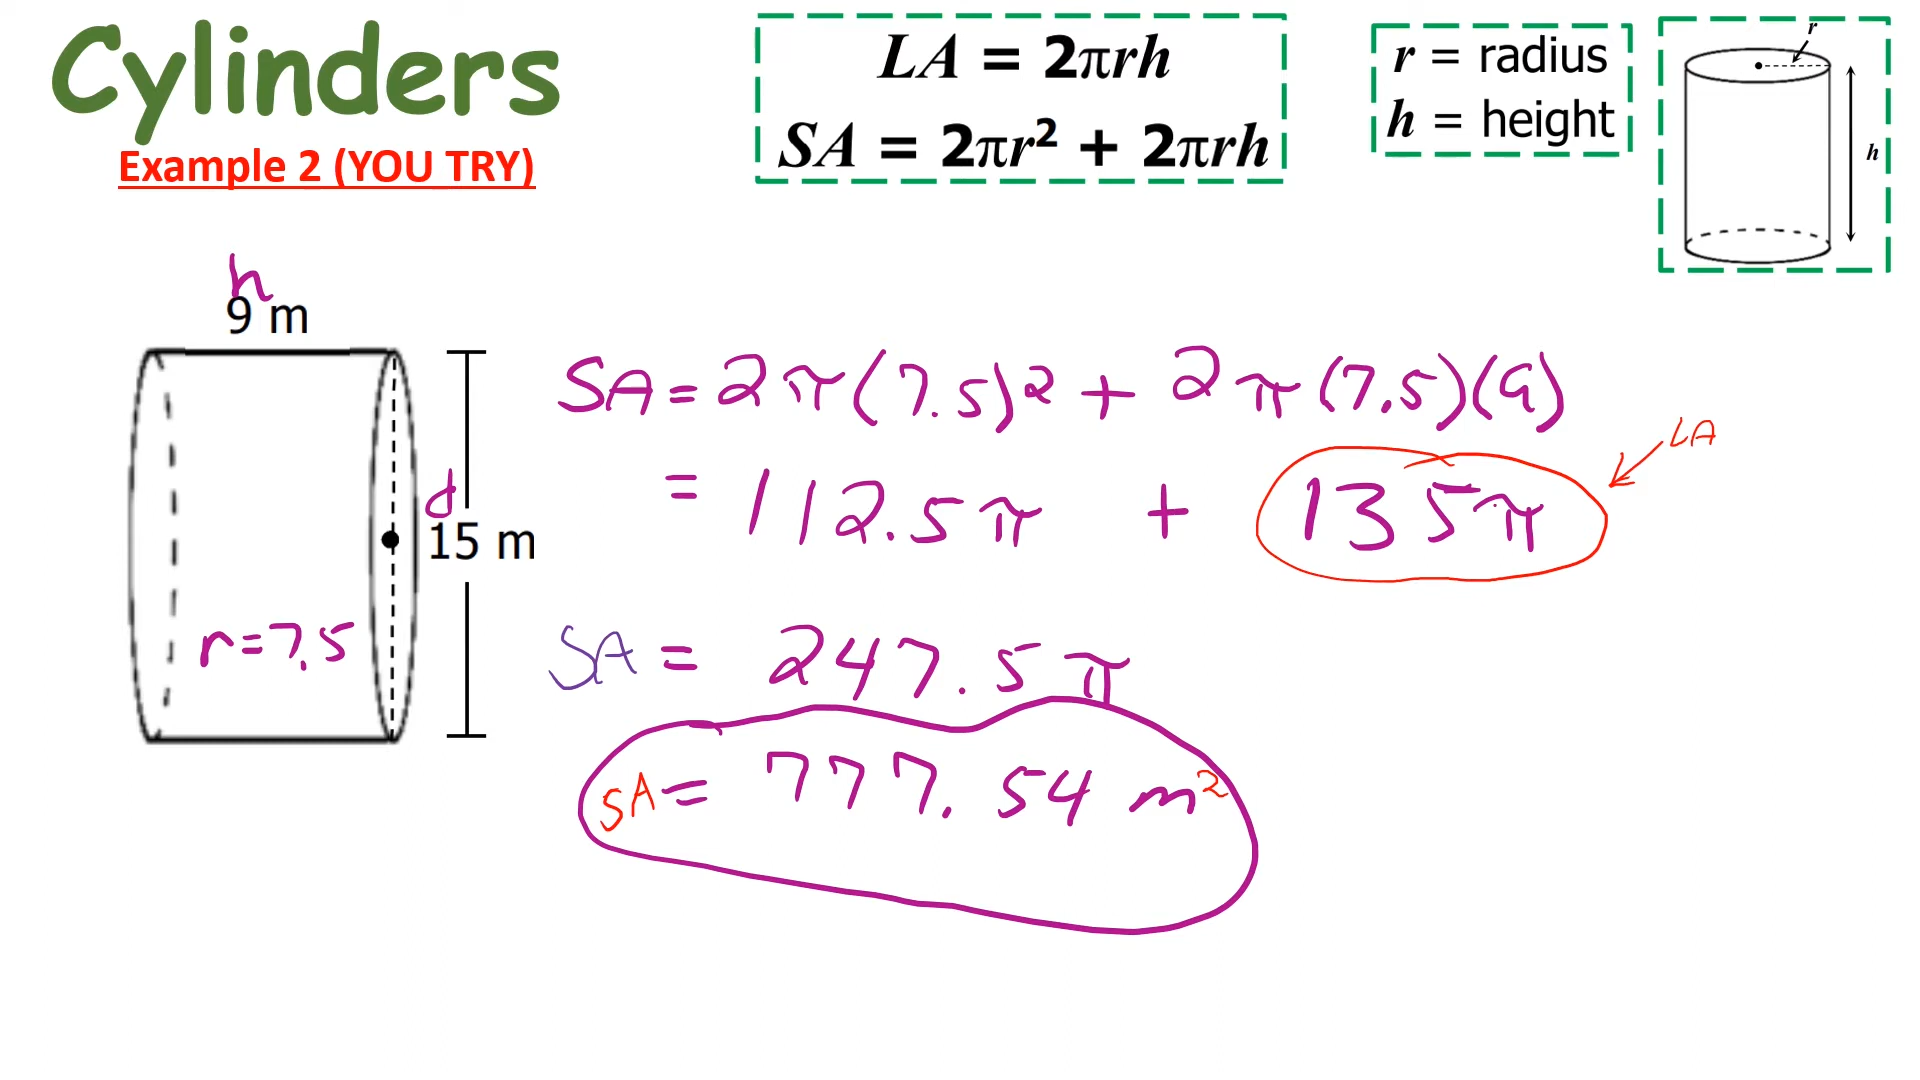 Cylinders
Example 2 (YOU TRY)
LA = 2πrh
SA = 2πr² + 2πrh
r = radius
h = height
r
h
h
9 m
d
15 m
r=7.5
SA = 2π(7.5)² + 2π(7.5)(9)
= 112.5π + 135π
LA
SA = 247.5π
SA = 777.54 m²